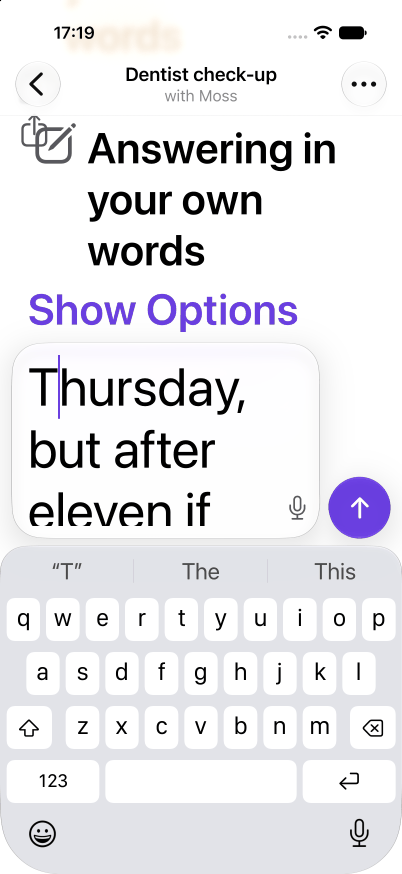 words
17:19
Dentist check-up
with Moss
Answering in
your own
words
Show Options
Thursday,
but after
eleven if
“T” The This
q w e r t y u i o p
a s d f g h j k l
z x c v b n m
123